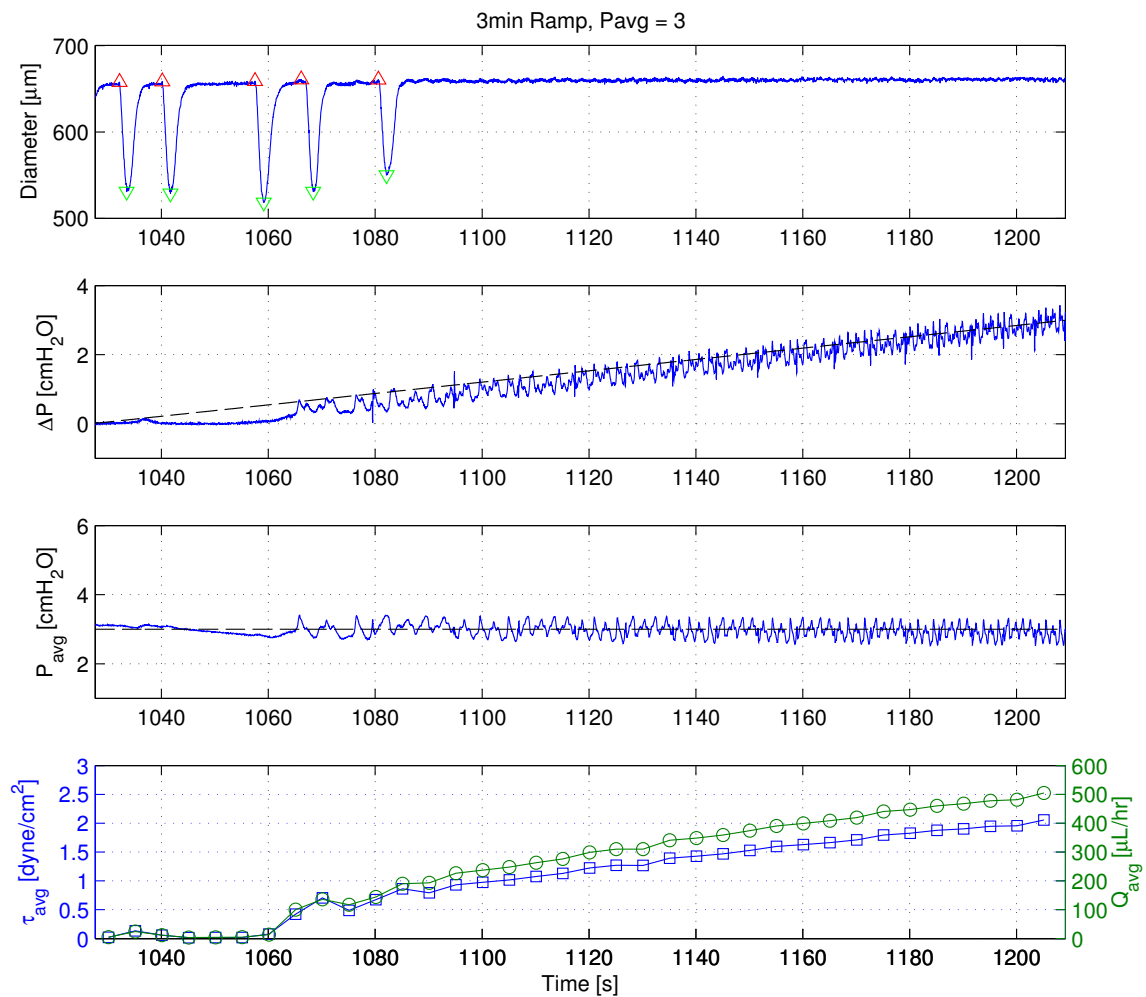 3min Ramp, Pavg = 3
700
600
500
Diameter [µm]
1040 1060 1080 1100 1120 1140 1160 1180 1200
4
2
0
ΔP [cmH2O]
1040 1060 1080 1100 1120 1140 1160 1180 1200
6
4
2
Pavg [cmH2O]
1040 1060 1080 1100 1120 1140 1160 1180 1200
3
2.5
2
1.5
1
0.5
0
τavg [dyne/cm2]
600
500
400
300
200
100
0
Qavg [µL/hr]
1040 1060 1080 1100 1120 1140 1160 1180 1200
Time [s]